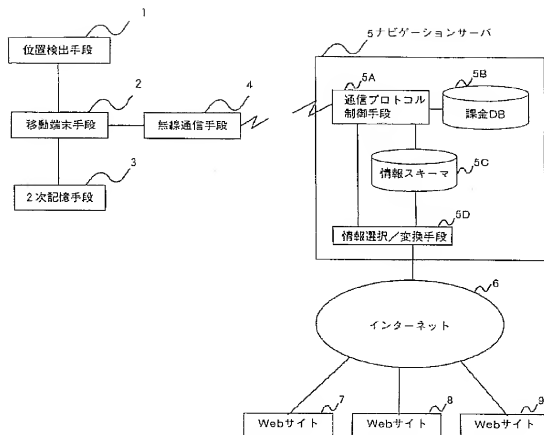 1
位置検出手段
2
移動端末手段
4
無線通信手段
3
2次記憶手段
5 ナビゲーションサーバ
5A
通信プロトコル
制御手段
5B
課金DB
5C
情報スキーマ
5D
情報選択/変換手段
6
インターネット
7
Webサイト
8
Webサイト
9
Webサイト